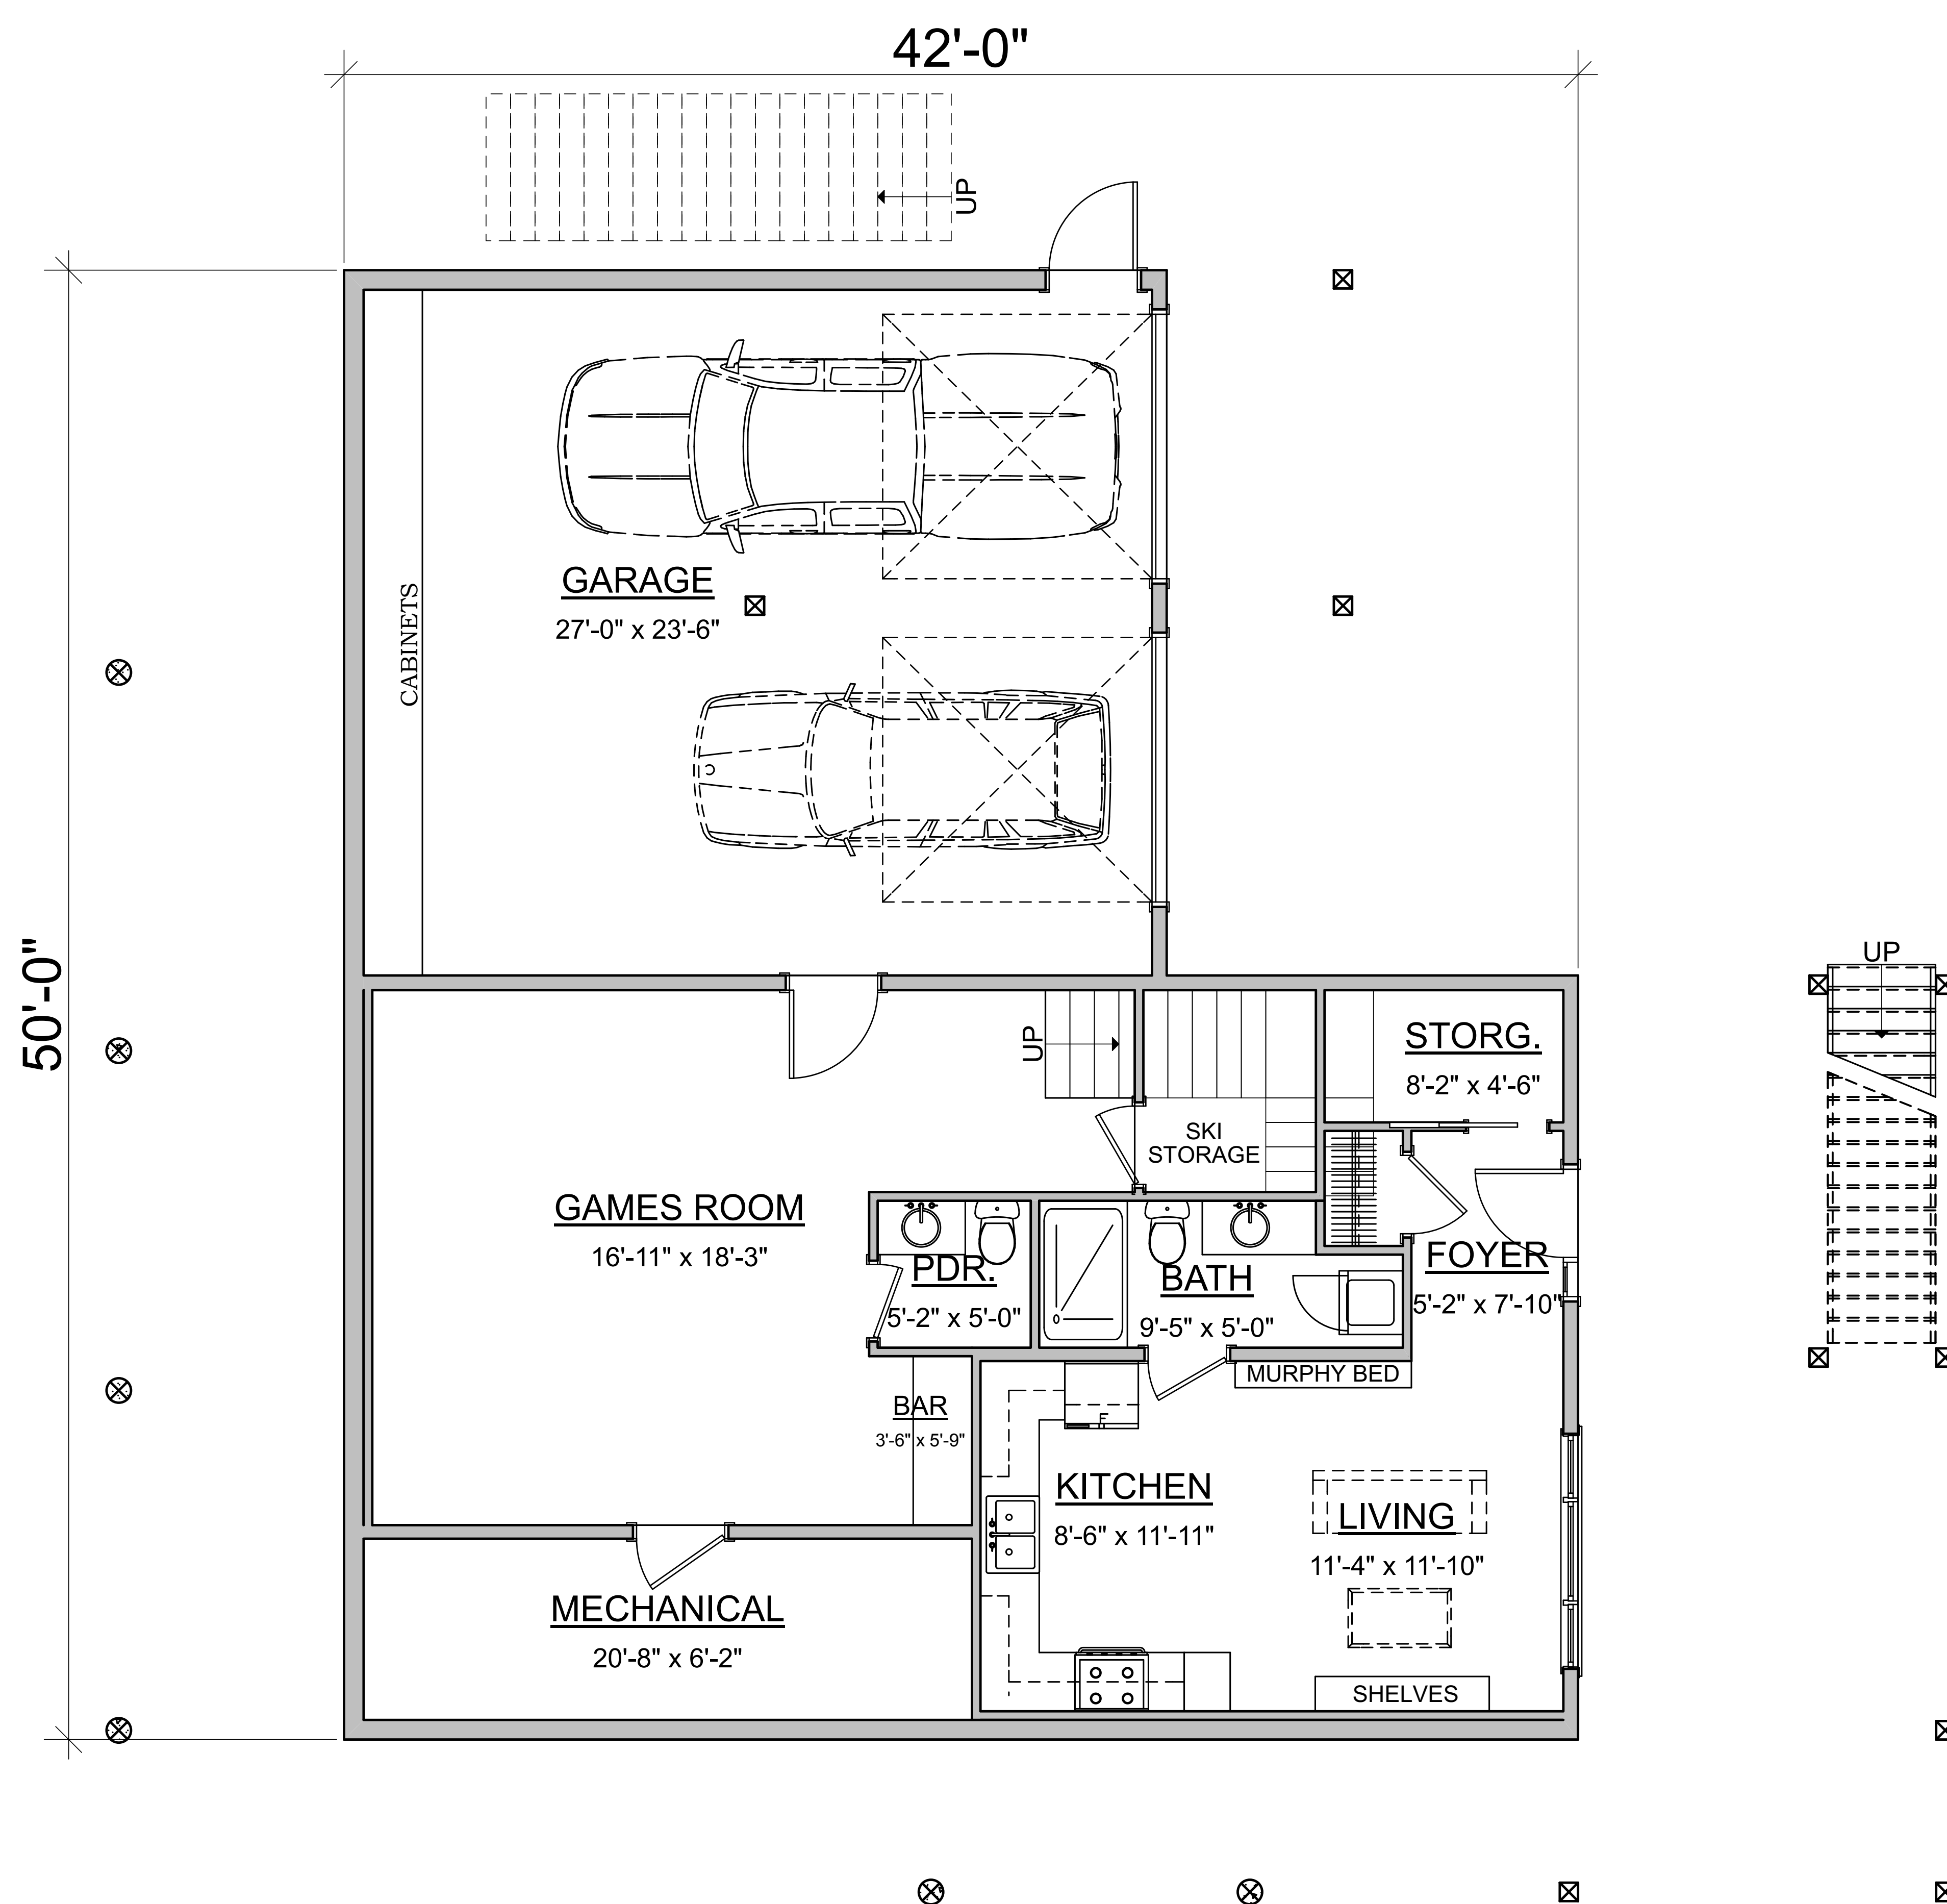 42'-0"
UP
50'-0"
GARAGE
27'-0" x 23'-6"
CABINETS
UP
UP
STORG.
8'-2" x 4'-6"
SKI
STORAGE
GAMES ROOM
16'-11" x 18'-3"
PDR.
5'-2" x 5'-0"
BATH
9'-5" x 5'-0"
FOYER
5'-2" x 7'-10"
MURPHY BED
BAR
3'-6" x 5'-9"
F
KITCHEN
8'-6" x 11'-11"
LIVING
11'-4" x 11'-10"
MECHANICAL
20'-8" x 6'-2"
SHELVES